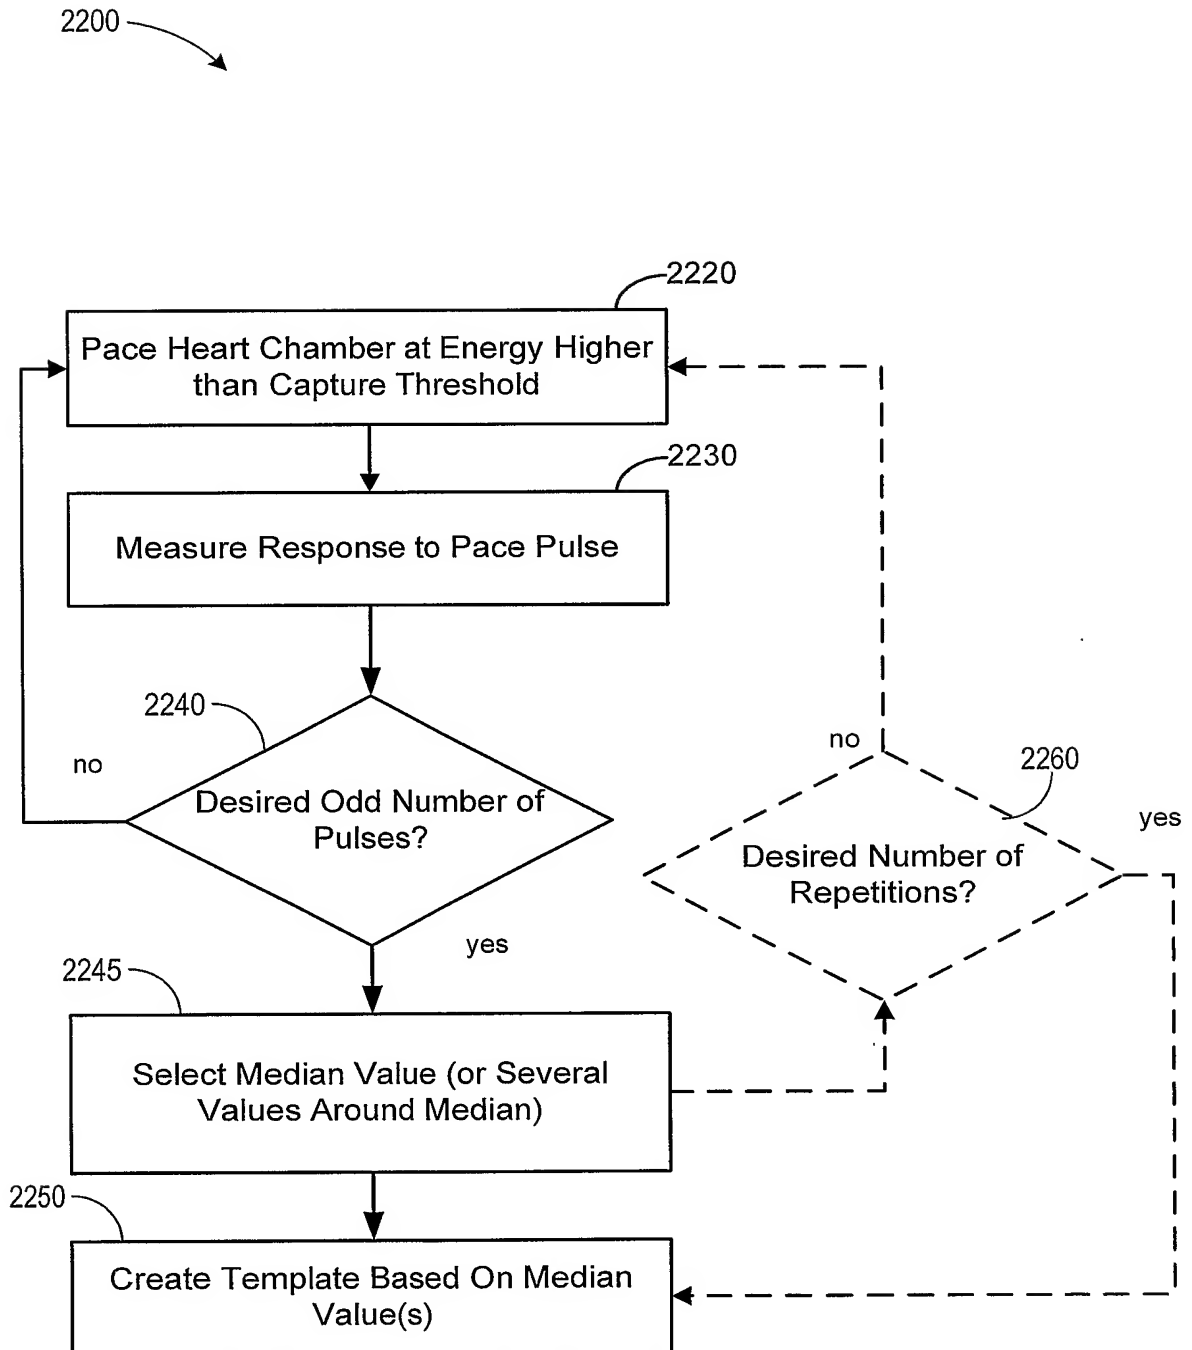 2200
2220
Pace Heart Chamber at Energy Higher
than Capture Threshold
2230
Measure Response to Pace Pulse
2240
no
Desired Odd Number of
Pulses?
yes
no
2260
yes
Desired Number of
Repetitions?
2245
Select Median Value (or Several
Values Around Median)
2250
Create Template Based On Median
Value(s)